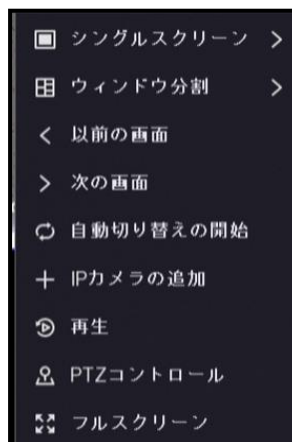 シングルスクリーン
ウィンドウ分割
以前の画面
次の画面
自動切り替えの開始
IPカメラの追加
再生
PTZコントロール
フルスクリーン